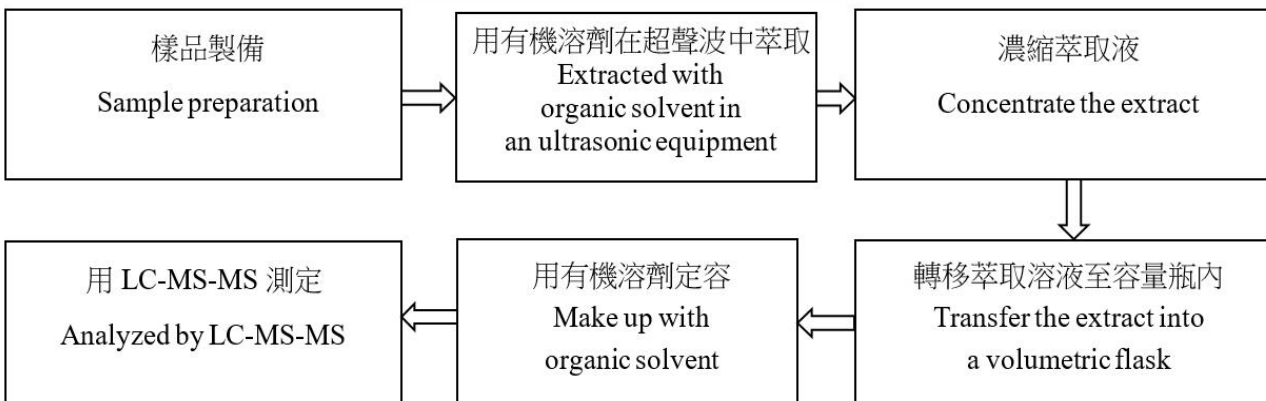 樣品製備
Sample preparation
用有機溶劑在超聲波中萃取
Extracted with
organic solvent in
an ultrasonic equipment
濃縮萃取液
Concentrate the extract
轉移萃取溶液至容量瓶內
Transfer the extract into
a volumetric flask
用有機溶劑定容
Make up with
organic solvent
用 LC-MS-MS 測定
Analyzed by LC-MS-MS